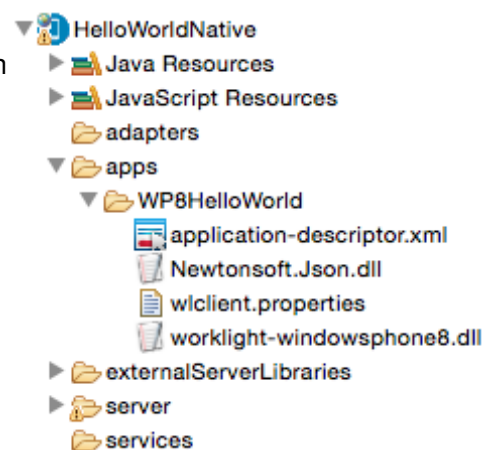 HelloWorldNative
n
Java Resources
JavaScript Resources
adapters
apps
WP8HelloWorld
application-descriptor.xml
Newtonsoft.Json.dll
wlclient.properties
worklight-windowsphone8.dll
externalServerLibraries
server
services